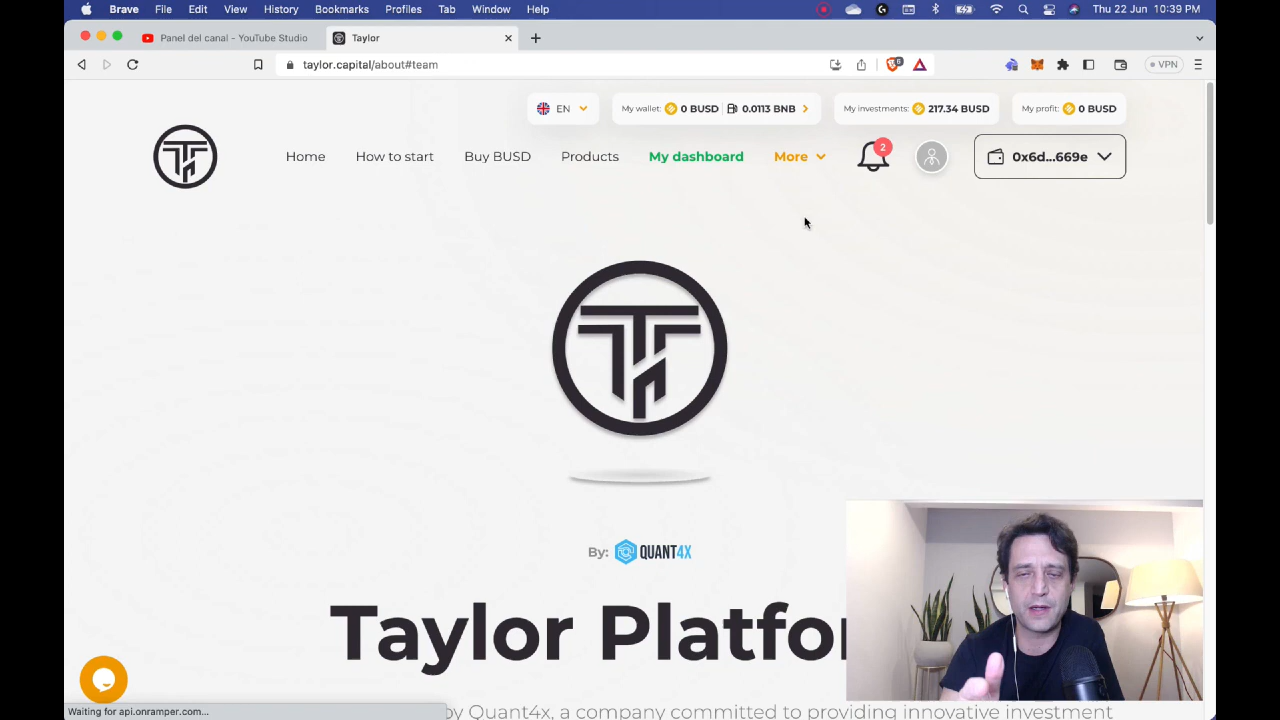 Brave File Edit View History Bookmarks Profiles Tab Window Help Thu 22 Jun 10:39 PM
Panel del canal - YouTube Studio Taylor
taylor.capital/about#team 6 VPN
EN My wallet: 0 BUSD 0.0113 BNB My investments: 217.34 BUSD My profit: 0 BUSD
Home How to start Buy BUSD Products My dashboard More 2 0x6d...669e
By: QUANT4X
Taylor Platfo
by Quant4x, a company committed to providing innovative investment
Waiting for api.onramper.com...